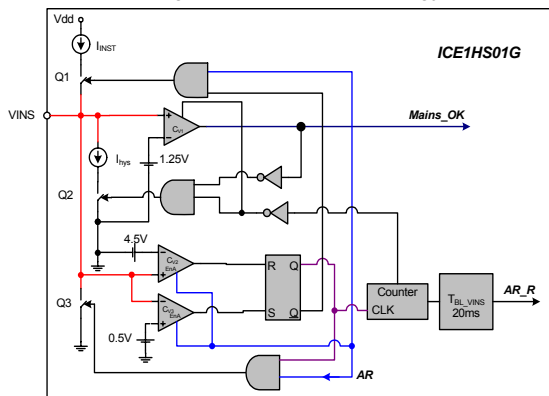 Vdd
I_INST
ICE1HS01G
Q1
VINS
+
C_V1
-
Mains_OK
1.25V
I_hys
Q2
4.5V
-
C_V2
EnA
+
R
Q
+
C_V3
EnA
-
S
Q
Q3
0.5V
Counter
CLK
T_BL_VINS
20ms
AR_R
AR